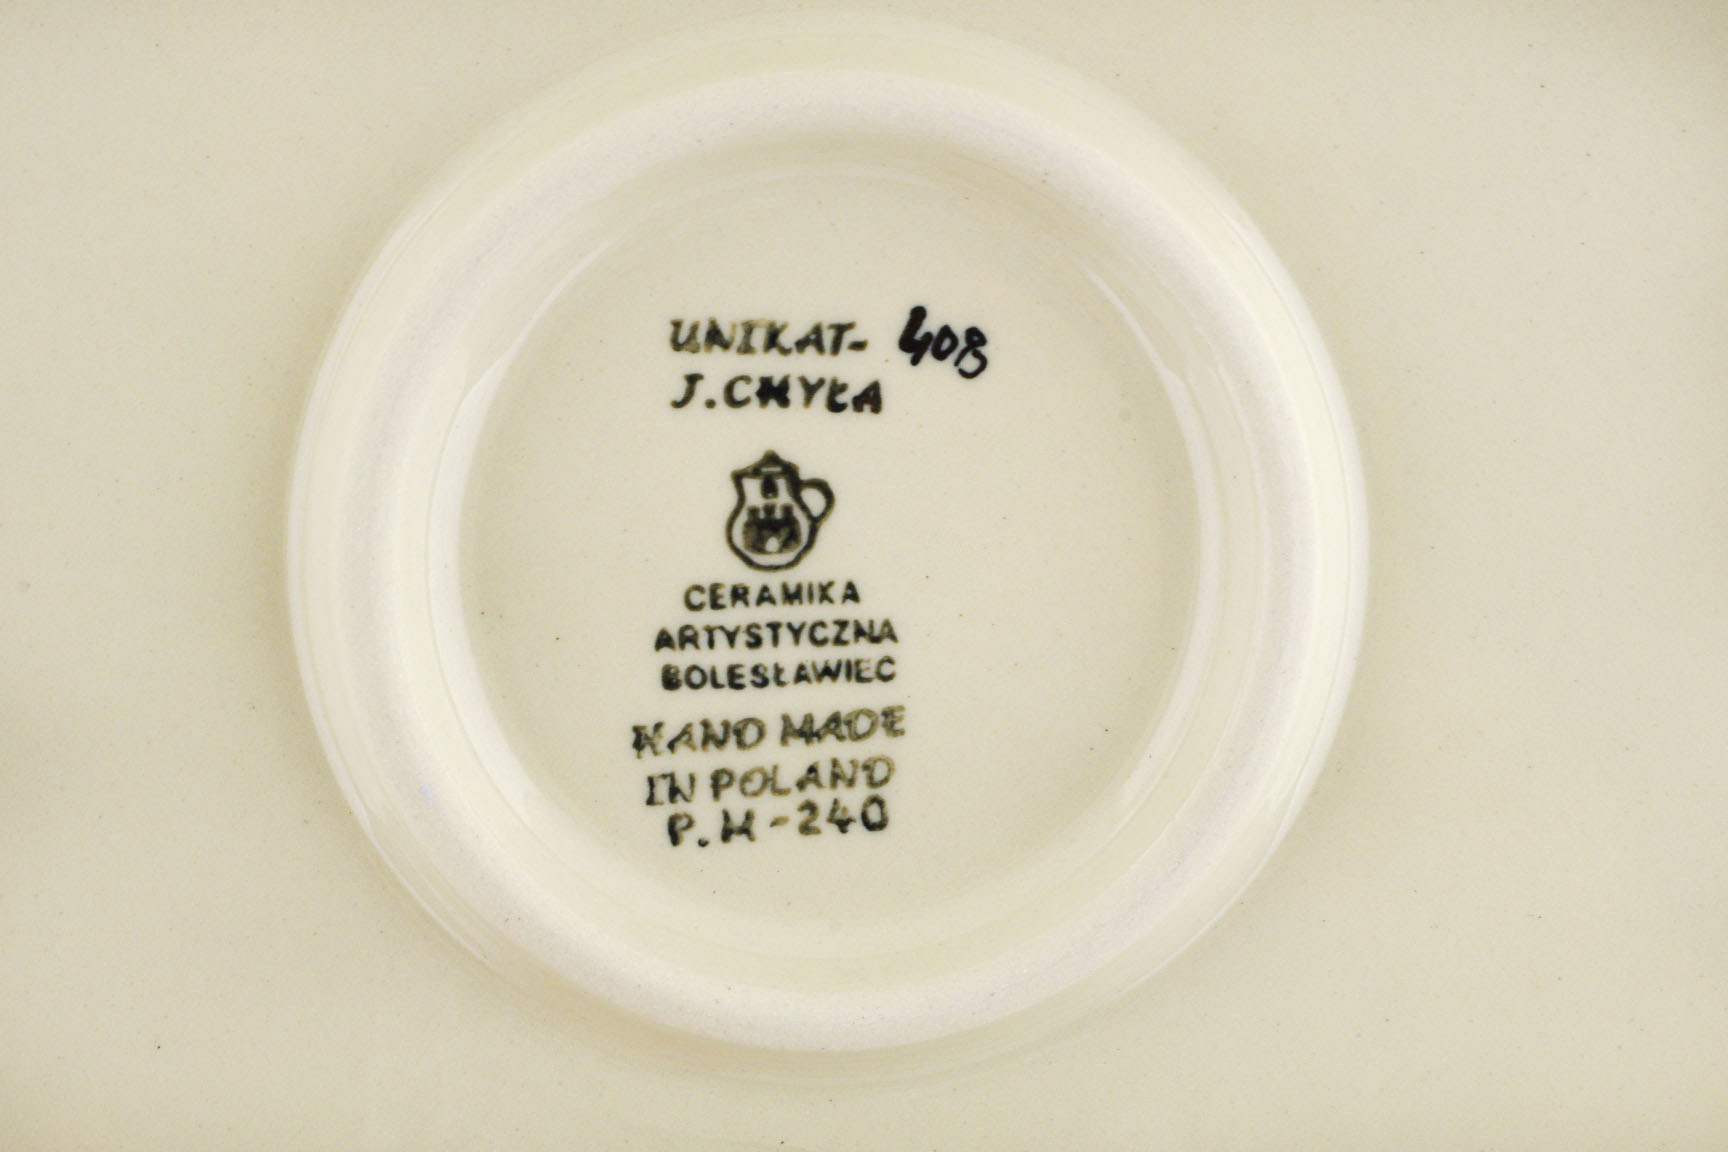 UNIKAT- 408
J.CHYŁA
CERAMIKA
ARTYSTYCZNA
BOLESŁAWIEC
HAND MADE
IN POLAND
P.H-240